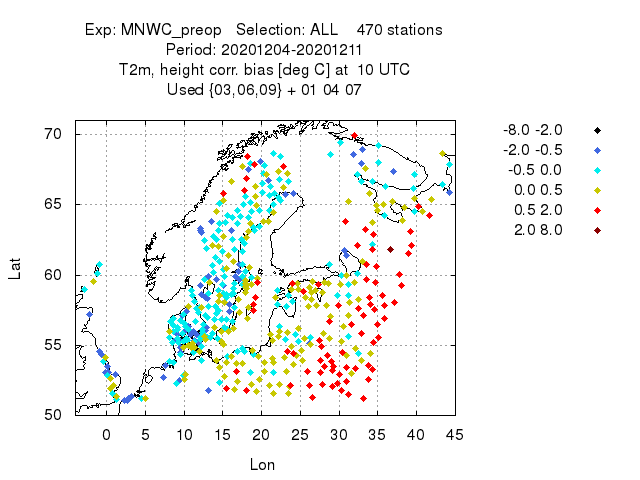 Exp: MNWC_preop   Selection: ALL    470 stations
Period: 20201204-20201211
T2m, height corr. bias [deg C] at  10 UTC
Used {03,06,09} + 01 04 07
-8.0 -2.0
-2.0 -0.5
-0.5 0.0
0.0 0.5
0.5 2.0
2.0 8.0
70
65
60
55
50
Lat
0 5 10 15 20 25 30 35 40 45
Lon